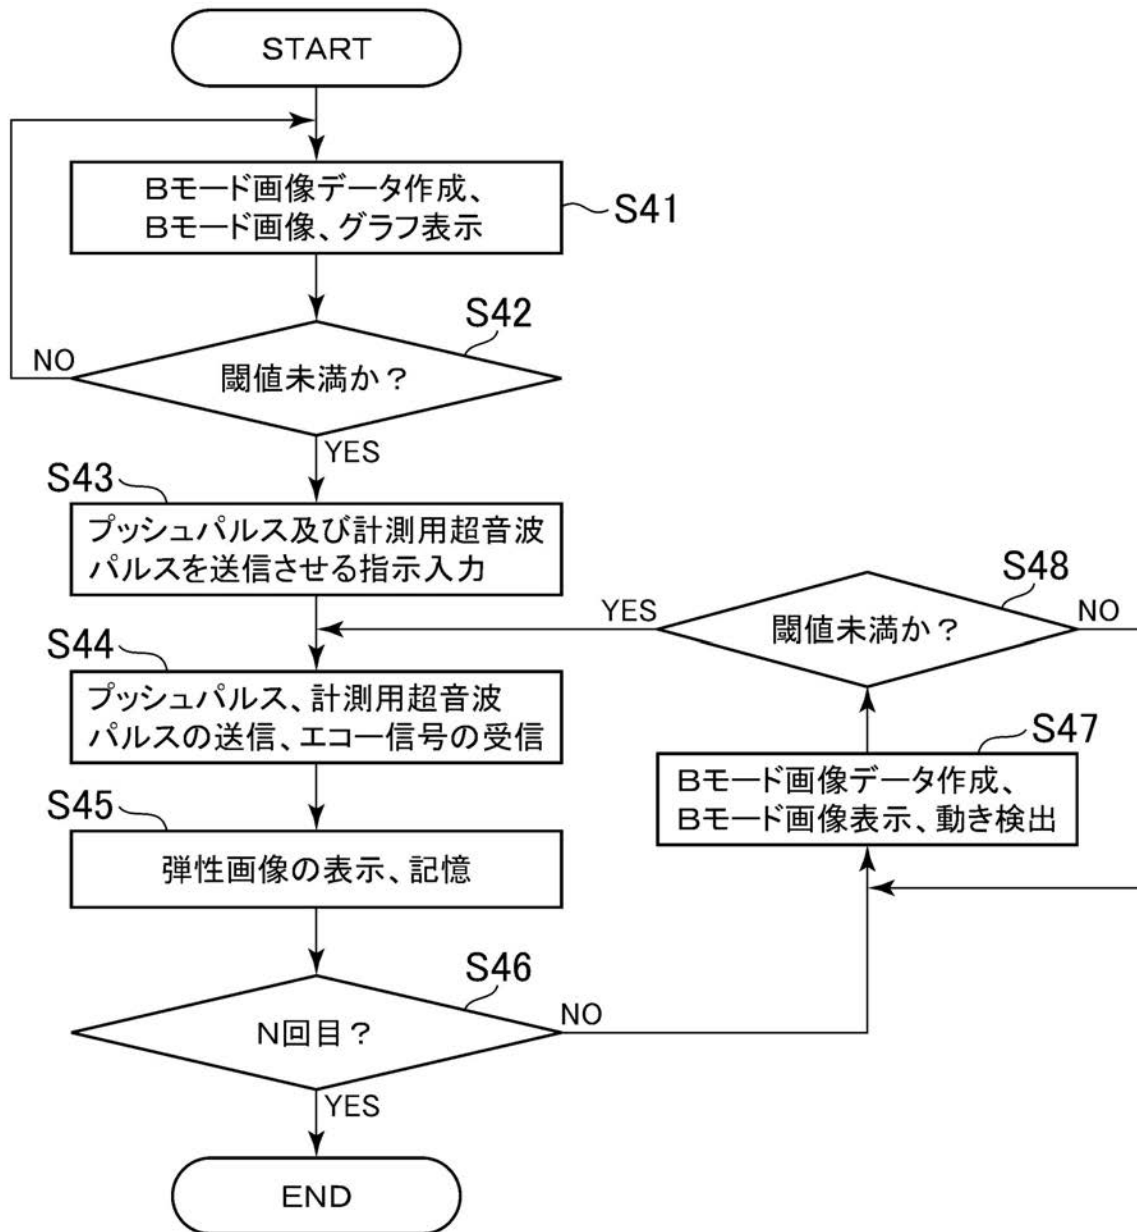 START
Bモード画像データ作成、
Bモード画像、グラフ表示
S41
S42
閾値未満か？
NO
YES
S43
プッシュパルス及び計測用超音波
パルスを送信させる指示入力
S48
閾値未満か？
YES
NO
S44
プッシュパルス、計測用超音波
パルスの送信、エコー信号の受信
S47
Bモード画像データ作成、
Bモード画像表示、動き検出
S45
弾性画像の表示、記憶
S46
N回目？
NO
YES
END